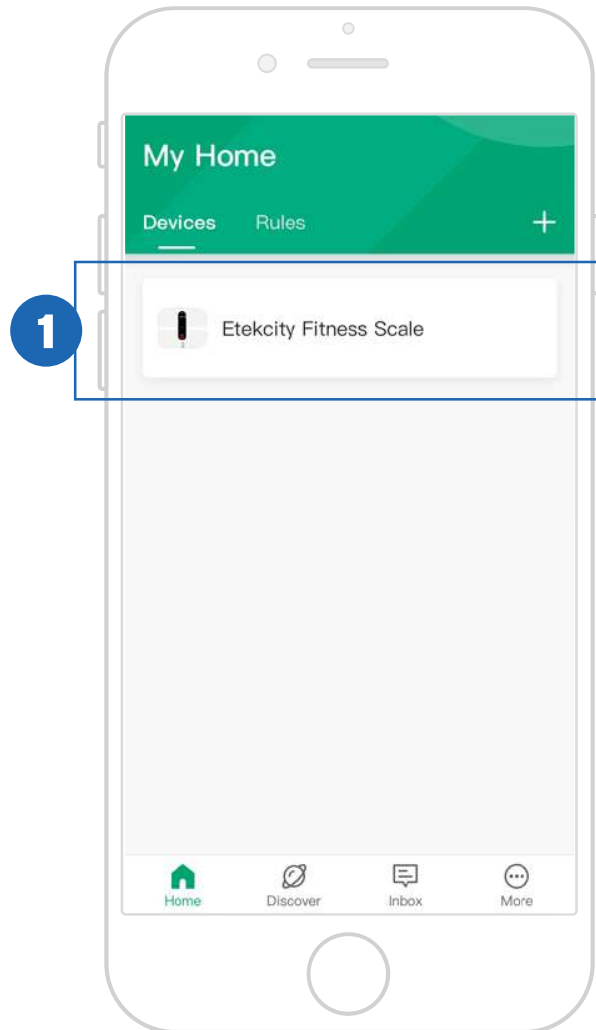 My Home
Devices Rules +
1
Etekcity Fitness Scale
Home Discover Inbox More